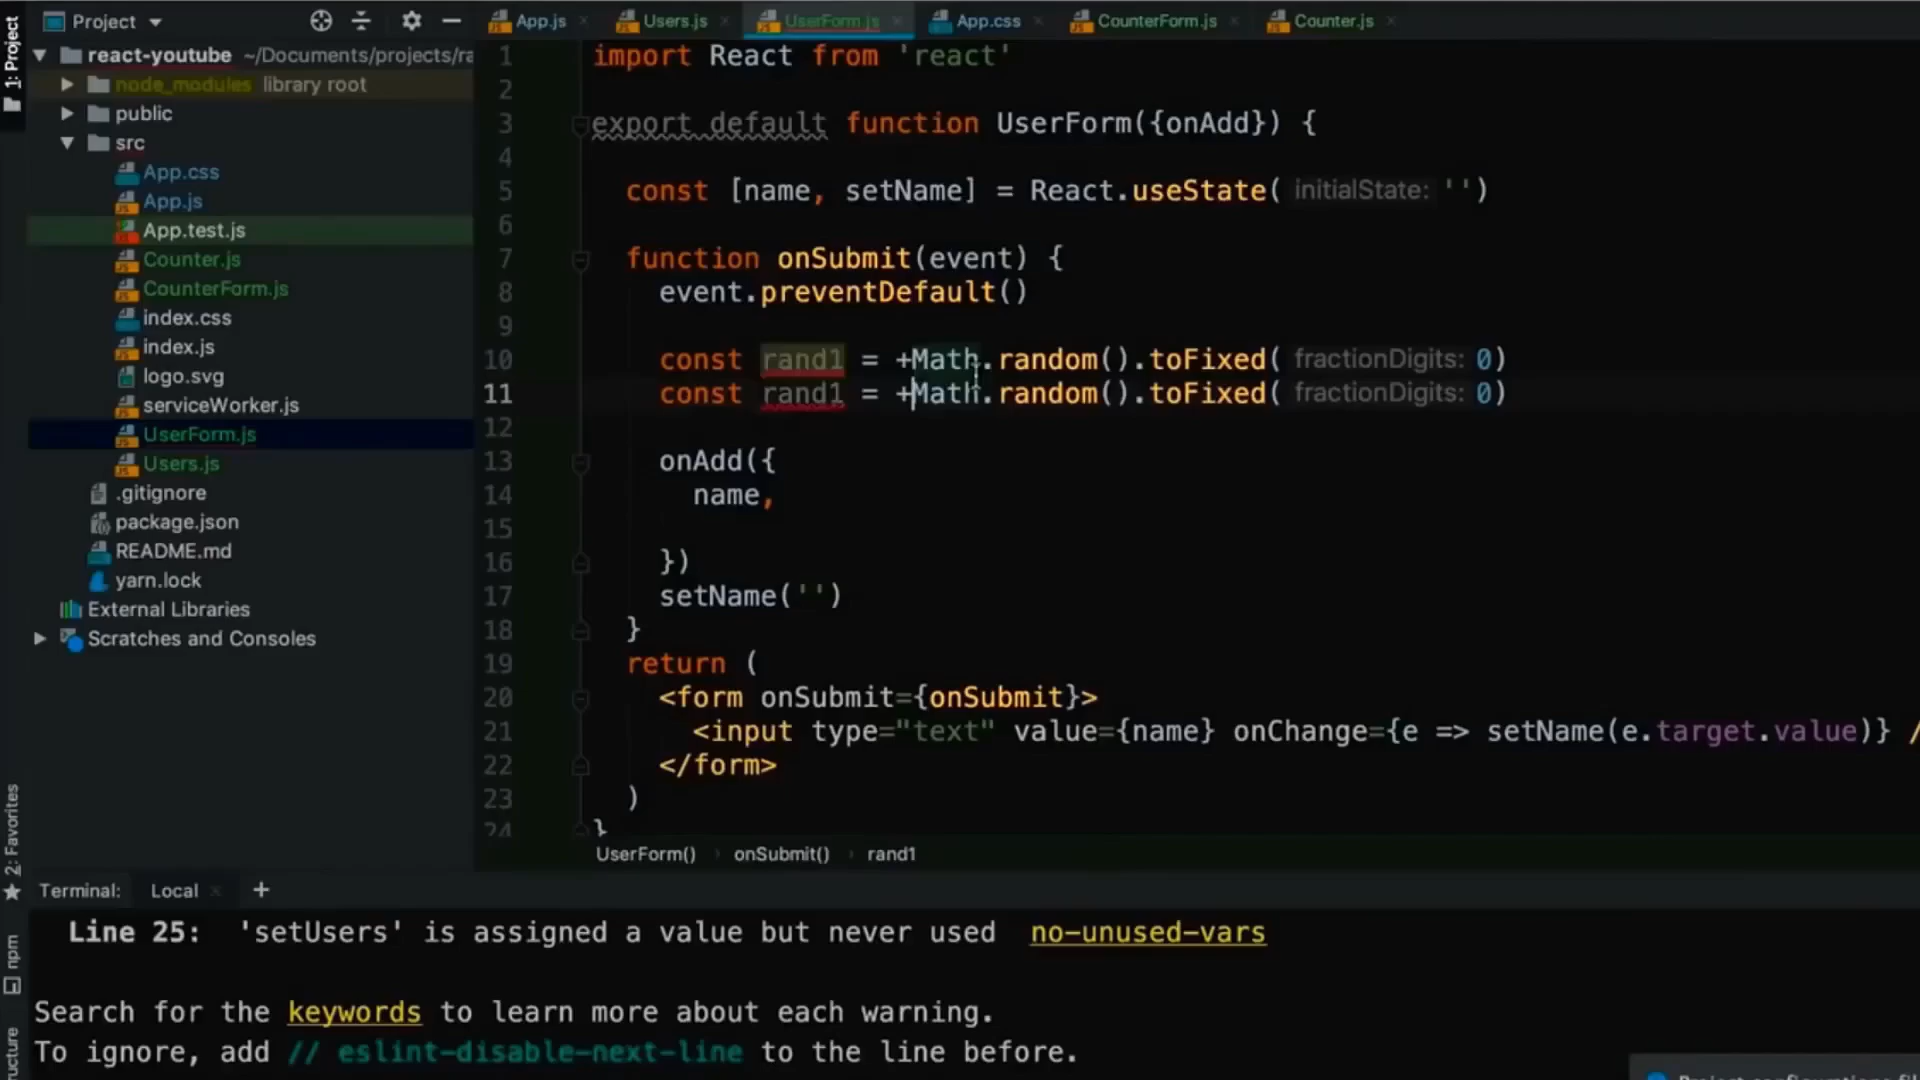 1: Project
Project
App.js
Users.js
UserForm.js
App.css
CounterForm.js
Counter.js
react-youtube ~/Documents/projects/ra
node_modules library root
public
src
App.css
App.js
App.test.js
Counter.js
CounterForm.js
index.css
index.js
logo.svg
serviceWorker.js
UserForm.js
Users.js
.gitignore
package.json
README.md
yarn.lock
External Libraries
Scratches and Consoles
1 import React from 'react'
2
3 export default function UserForm({onAdd}) {
4
5 const [name, setName] = React.useState( initialState: '')
6
7 function onSubmit(event) {
8 event.preventDefault()
9
10 const rand1 = +Math.random().toFixed( fractionDigits: 0)
11 const rand1 = +Math.random().toFixed( fractionDigits: 0)
12
13 onAdd({
14 name,
15
16 })
17 setName('')
18 }
19 return (
20 <form onSubmit={onSubmit}>
21 <input type="text" value={name} onChange={e => setName(e.target.value)} /
22 </form>
23 )
24 }
UserForm() onSubmit() rand1
2: Favorites
npm
ructure
Terminal: Local +
Line 25: 'setUsers' is assigned a value but never used no-unused-vars
Search for the keywords to learn more about each warning.
To ignore, add // eslint-disable-next-line to the line before.